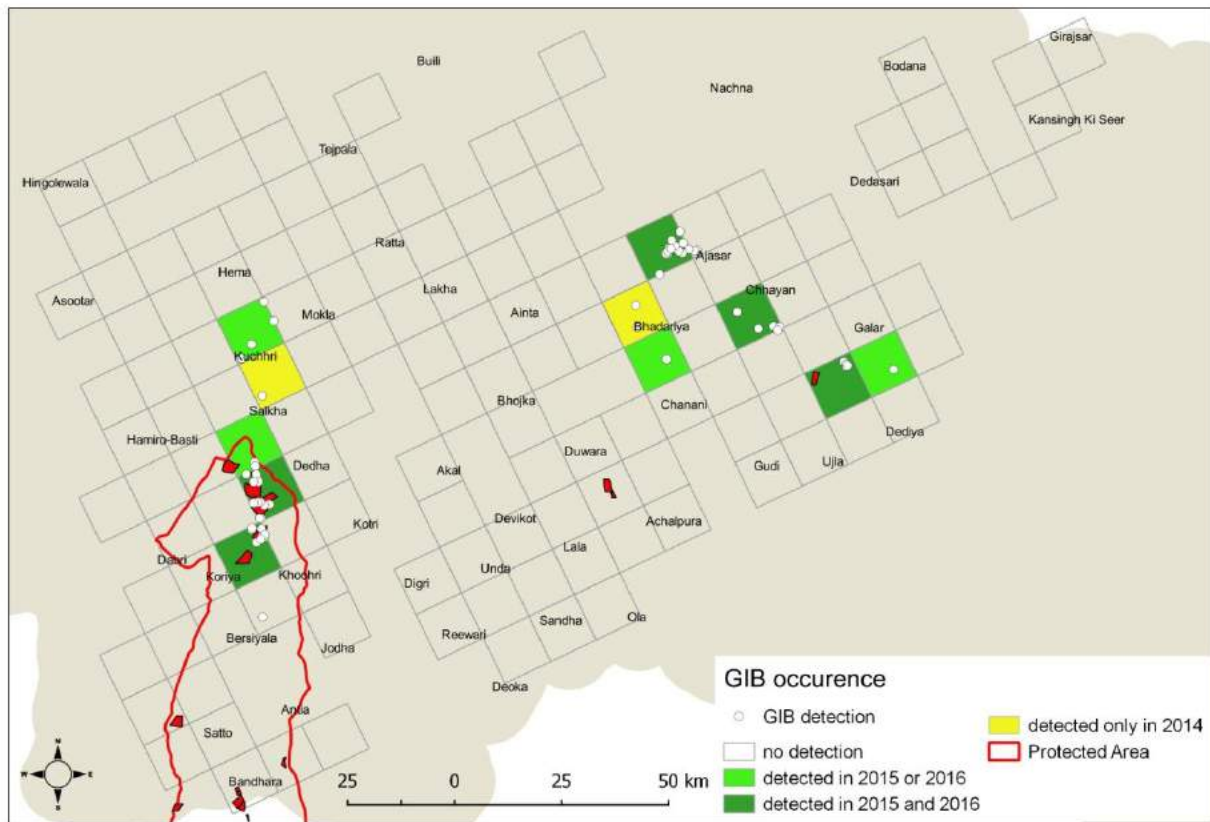 Builli
Girajsar
Bodana
Nachna
Kansingh Ki Seer
Tejpala
Hingolewala
Dedasari
Ratta
Ajasar
Hema
Lakha
Chhayan
Asootar
Mokla
Ainta
Bhadariya
Galar
Kuchhri
Bhojka
Chanani
Salkha
Hamiro-Basti
Dediya
Duwara
Ujla
Gudi
Dedha
Akal
Kotri
Devikot
Achalpura
Lala
Dabri
Koriya
Khochri
Unda
Digri
Bersiyala
Jodha
Reewari
Sandha
Ola
Deoka
Satto
Bandhara
N
W
E
S
25 0 25 50 km
GIB occurence
GIB detection
no detection
detected in 2015 or 2016
detected in 2015 and 2016
detected only in 2014
Protected Area